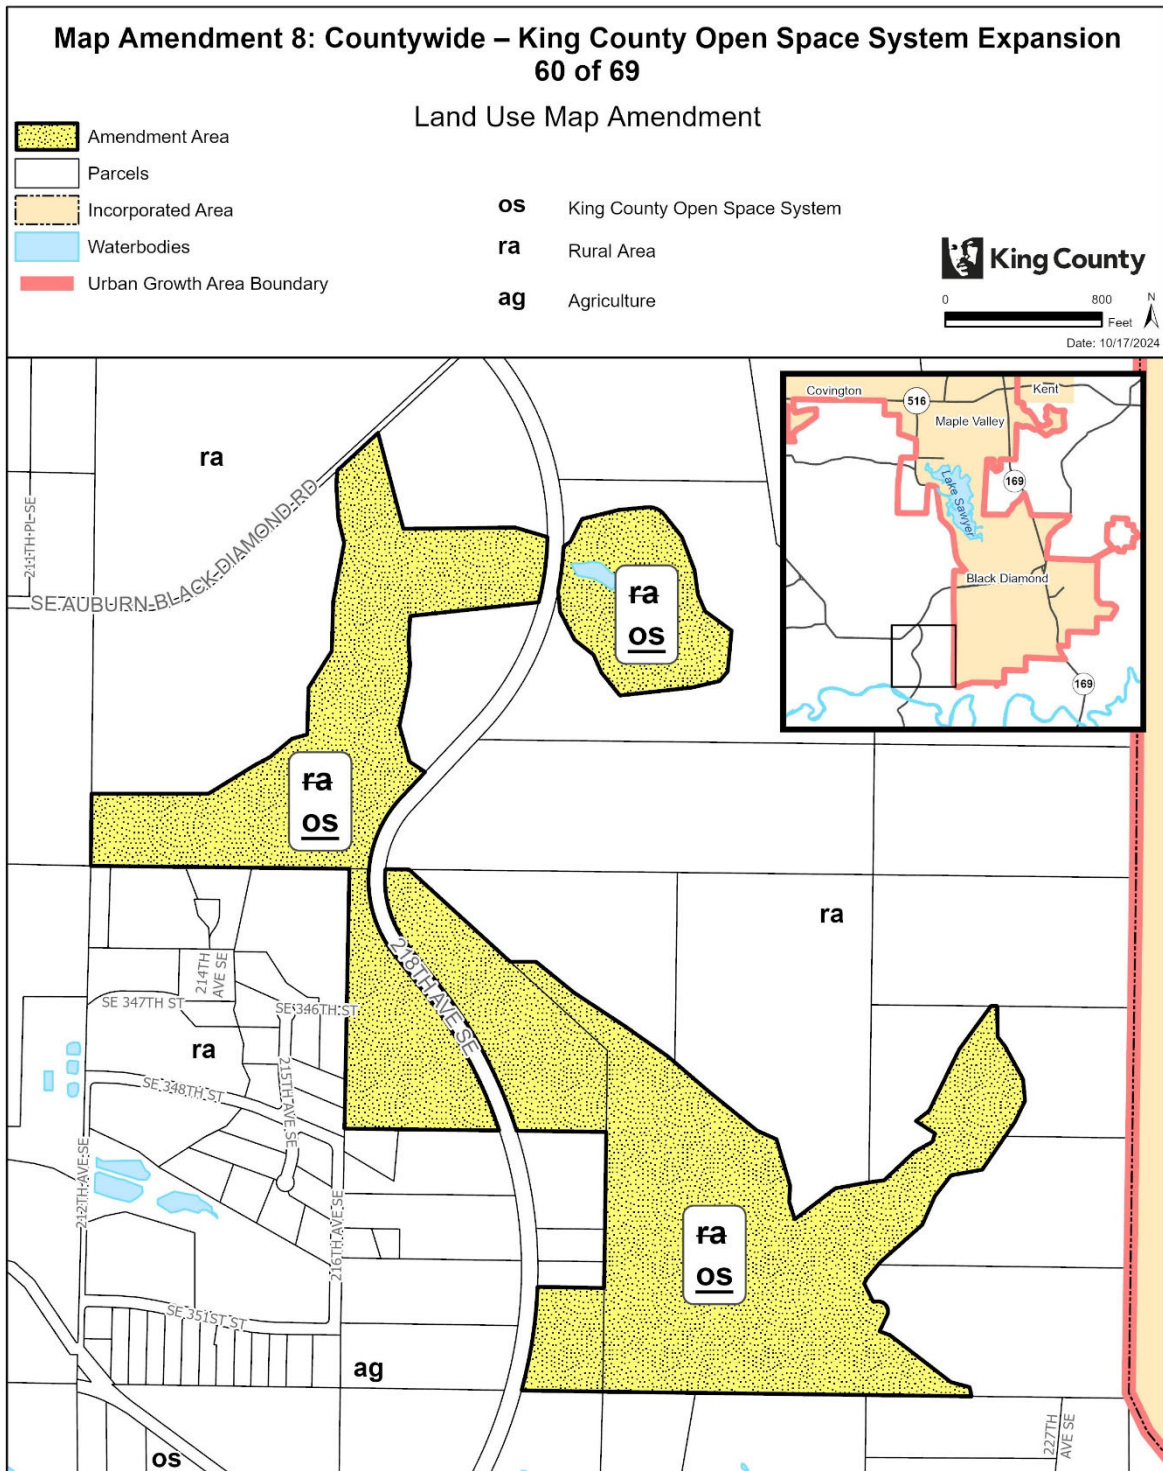 Map Amendment 8: Countywide – King County Open Space System Expansion
60 of 69
Land Use Map Amendment
Amendment Area
Parcels
Incorporated Area
Waterbodies
Urban Growth Area Boundary
os King County Open Space System
ra Rural Area
ag Agriculture
King County
0 800
Feet
N
Date: 10/17/2024
Covington
516
Kent
Maple Valley
169
Lake Sawyer
Black Diamond
169
ra
211TH PL SE
SE AUBURN-BLACK DIAMOND RD
ra
os
ra
os
ra
218TH AVE SE
214TH
AVE SE
SE 347TH ST
SE 346TH ST
ra
215TH AVE SE
SE 348TH ST
212TH AVE SE
216TH AVE SE
ra
os
SE 351ST ST
ag
227TH
AVE SE
os